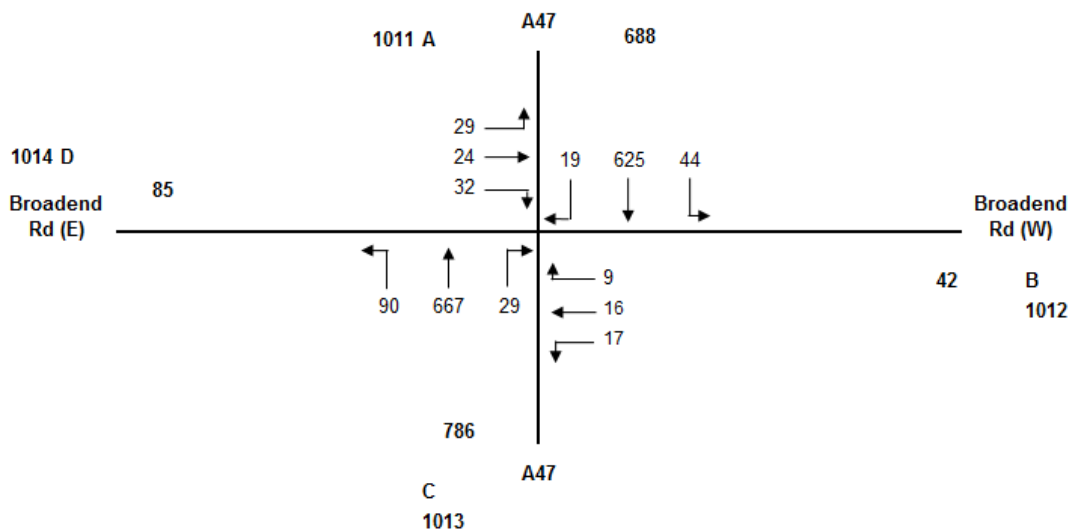 A47
1011 A
688
29
24
32
19 625 44
1014 D
85
Broadend
Rd (E)
Broadend
Rd (W)
90 667 29
9
16
17
42
B
1012
786
A47
C
1013